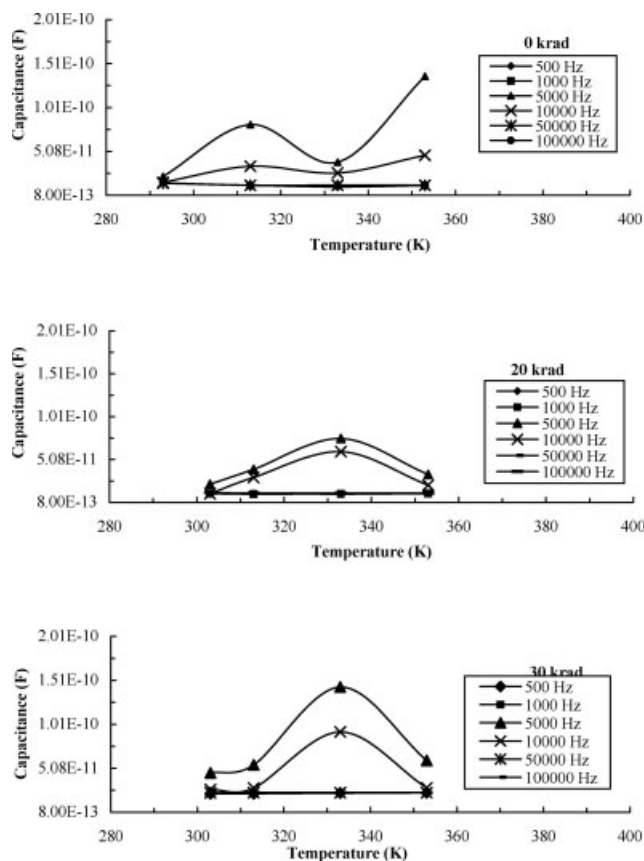 Capacitance (F)
2.01E-10
1.51E-10
1.01E-10
5.08E-11
8.00E-13
280
300
320
340
360
380
400
Temperature (K)
0 krad
500 Hz
1000 Hz
5000 Hz
10000 Hz
50000 Hz
100000 Hz
Capacitance (F)
2.01E-10
1.51E-10
1.01E-10
5.08E-11
8.00E-13
280
300
320
340
360
380
400
Temperature (K)
20 krad
500 Hz
1000 Hz
5000 Hz
10000 Hz
50000 Hz
100000 Hz
Capacitance (F)
2.01E-10
1.51E-10
1.01E-10
5.08E-11
8.00E-13
280
300
320
340
360
380
400
Temperature (K)
30 krad
500 Hz
1000 Hz
5000 Hz
10000 Hz
50000 Hz
100000 Hz